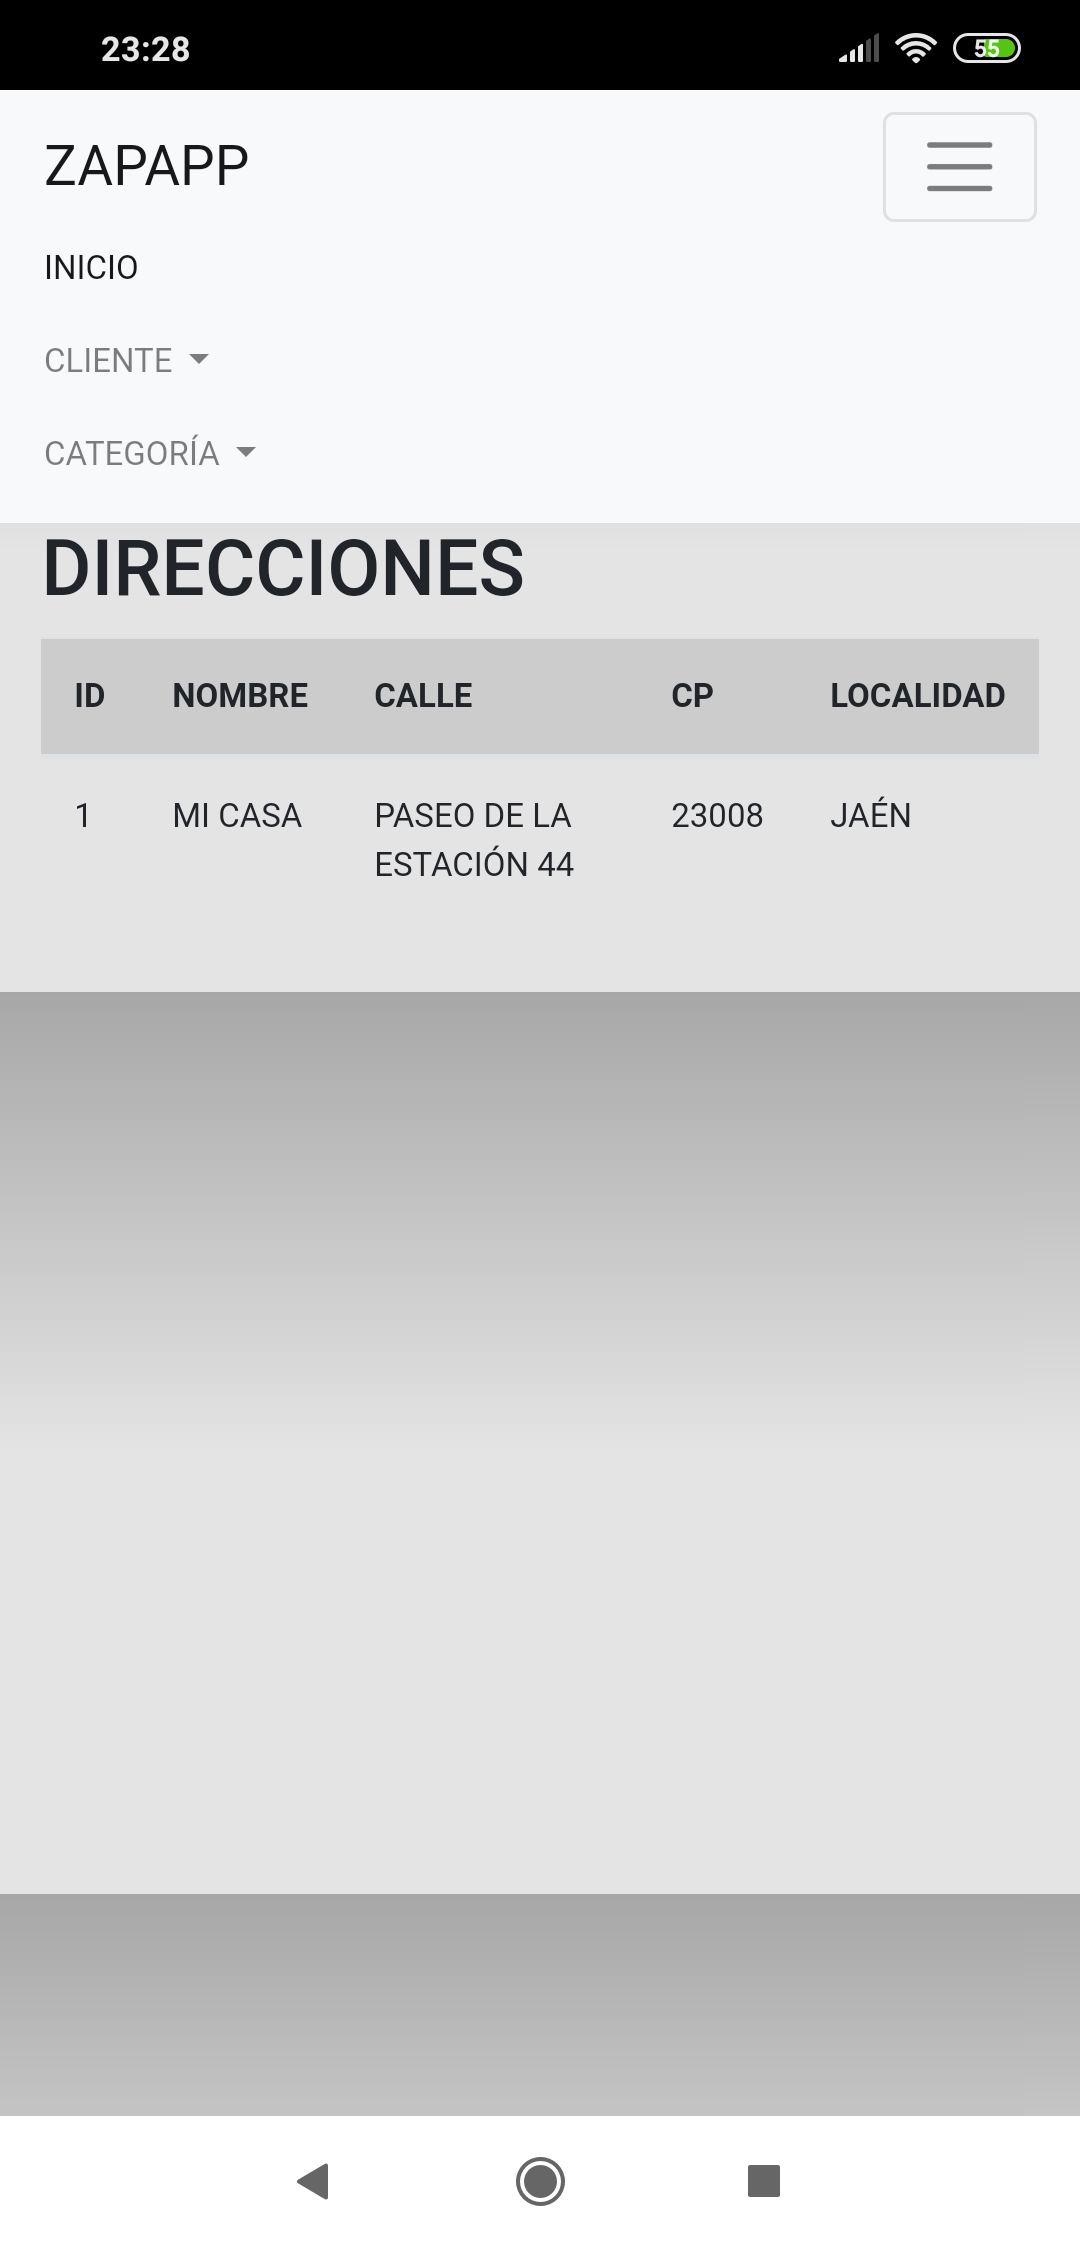 23:28
55
ZAPAPP
INICIO
CLIENTE
CATEGORÍA
DIRECCIONES
ID NOMBRE CALLE CP LOCALIDAD
1 MI CASA PASEO DE LA 23008 JAÉN
ESTACIÓN 44